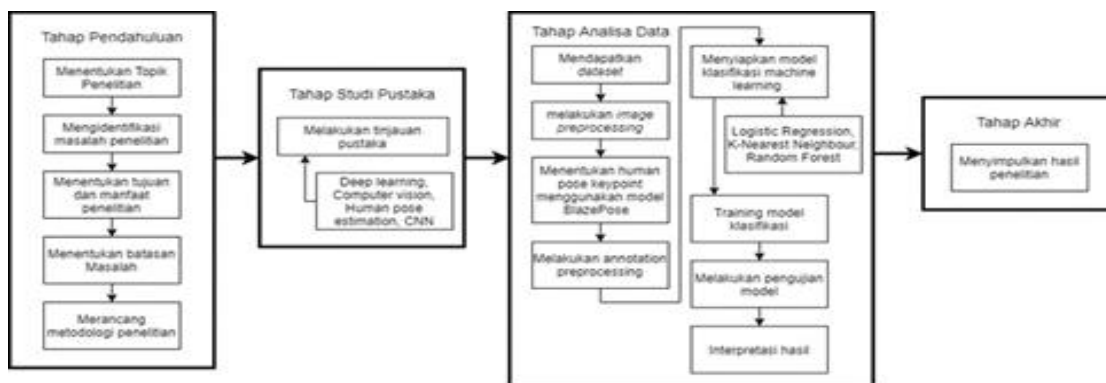 Tahap Pendahuluan
Menentukan Topik
Penelitian
Mengidentifikasi
masalah penelitian
Menentukan tujuan
dan manfaat
penelitian
Menentukan batasan
Masalah
Merancang
metodologi penelitian
Tahap Studi Pustaka
Melakukan tinjauan
pustaka
Deep learning,
Computer vision,
Human pose
estimation, CNN
Tahap Analisa Data
Mendapatkan
dataset
melakukan image
preprocessing
Menentukan human
pose keypoint
menggunakan model
BlazePose
Melakukan annotation
preprocessing
Menyiapkan model
klasifikasi machine
learning
Logistic Regression,
K-Nearest Neighbour,
Random Forest
Training model
klasifikasi
Melakukan pengujian
model
Interpretasi hasil
Tahap Akhir
Menyimpulkan hasil
penelitian